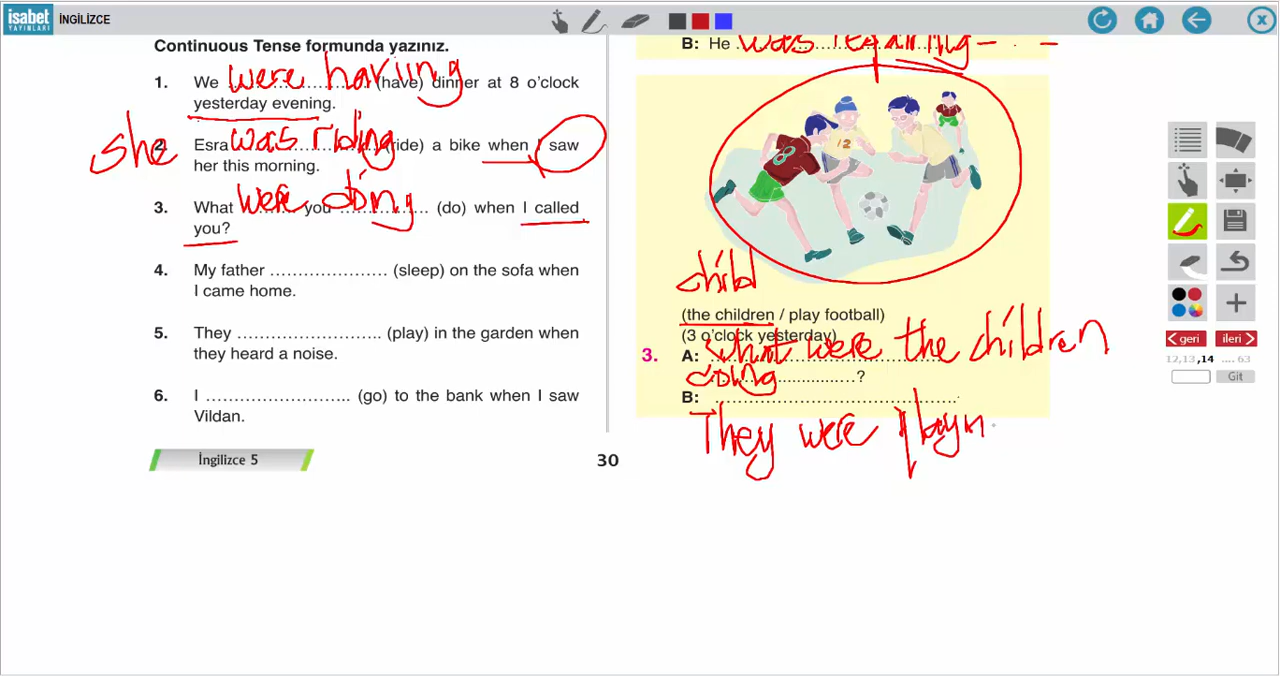 isabet
YAYINLARI
İNGİLİZCE
Continuous Tense formunda yazınız.
1. We were having (have) dinner at 8 o'clock
yesterday evening.
she
2. Esra was riding (ride) a bike when I saw
her this morning.
3. What were you doing (do) when I called
you?
4. My father ..................... (sleep) on the sofa when
I came home.
5. They .......................... (play) in the garden when
they heard a noise.
6. I .......................... (go) to the bank when I saw
Vildan.
İngilizce 5
30
B: He was
12
child
(the children / play football)
(3 o'clock yesterday)
3. A: what were the children
doing ................?
B: ...........................................
They were playin
geri
ileri
12,13,14 .... 63
Git